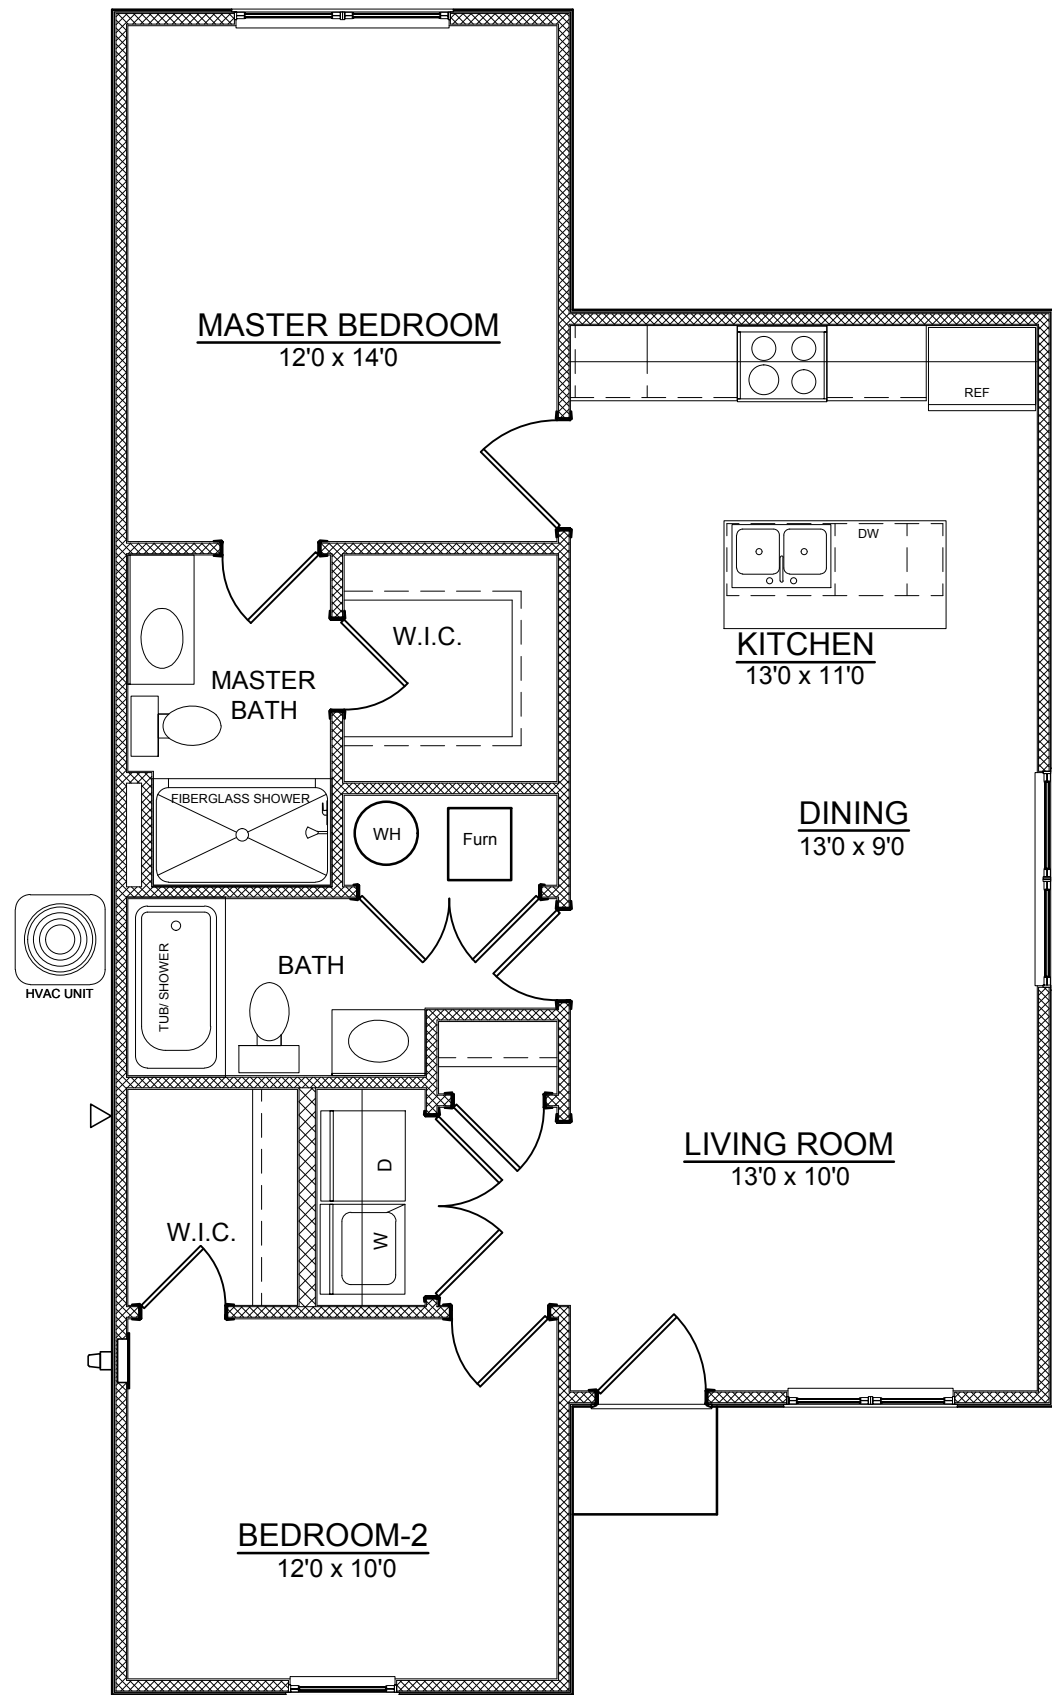 MASTER BEDROOM
12'0 x 14'0
REF
DW
W.I.C.
KITCHEN
13'0 x 11'0
MASTER
BATH
FIBERGLASS SHOWER
WH
Furn
DINING
13'0 x 9'0
HVAC UNIT
TUB/ SHOWER
BATH
LIVING ROOM
13'0 x 10'0
D
W
W.I.C.
BEDROOM-2
12'0 x 10'0